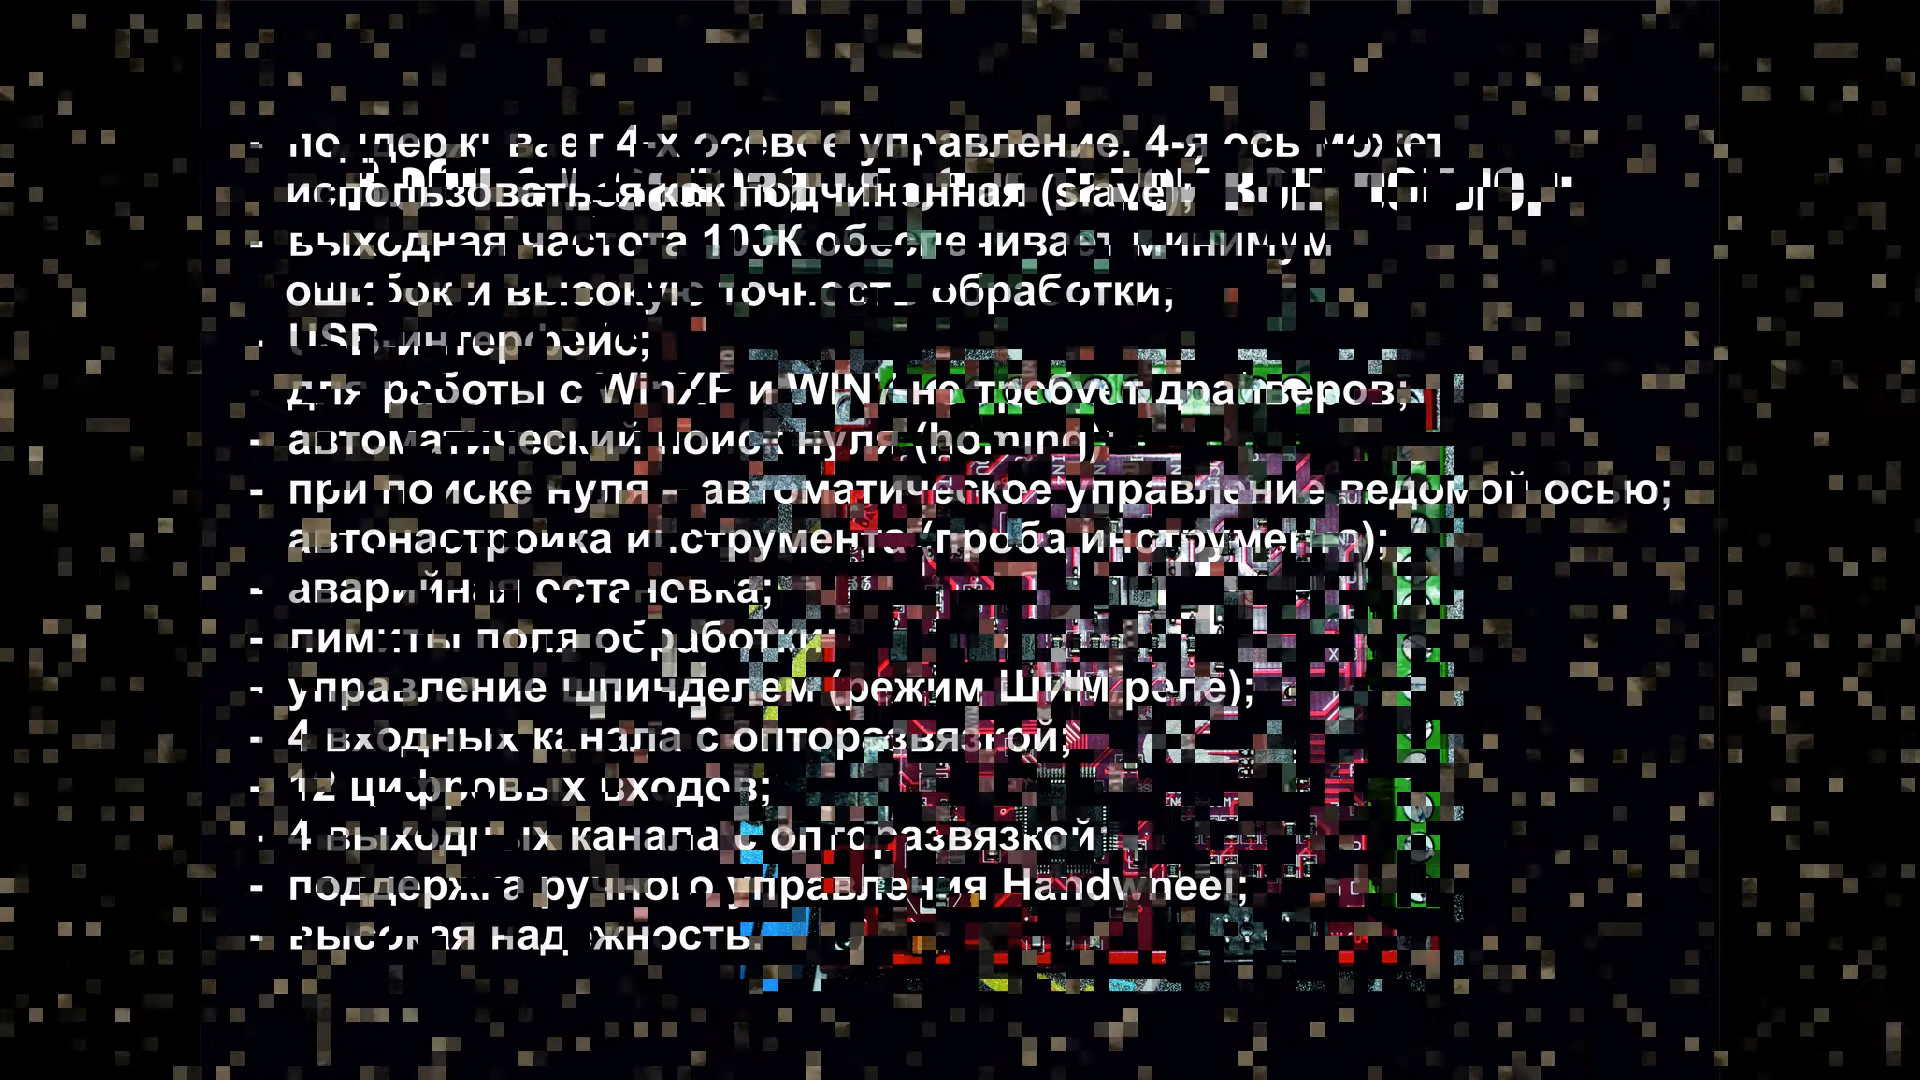 - поддерживает 4-х осевое управление. 4-я ось может
использоваться как подчиненная (slave);
- выходная частота 100К обеспечивает минимум
ошибок и высокую точность обработки;
- USB-интерфейс;
для работы с WinXP и WIN7 не требует драйверов;
- автоматический поиск нуля (homing);
- при поиске нуля – автоматическое управление ведомой осью;
автонастройка инструмента (проба инструмента);
- аварийная остановка;
- лимиты поля обработки;
- управление шпинделем (режим ШИМ реле);
- 4 входных канала с опторазвязкой;
- 12 цифровых входов;
- 4 выходных канала с опторазвязкой;
- поддержка ручного управления Handwheel;
- высокая надежность.